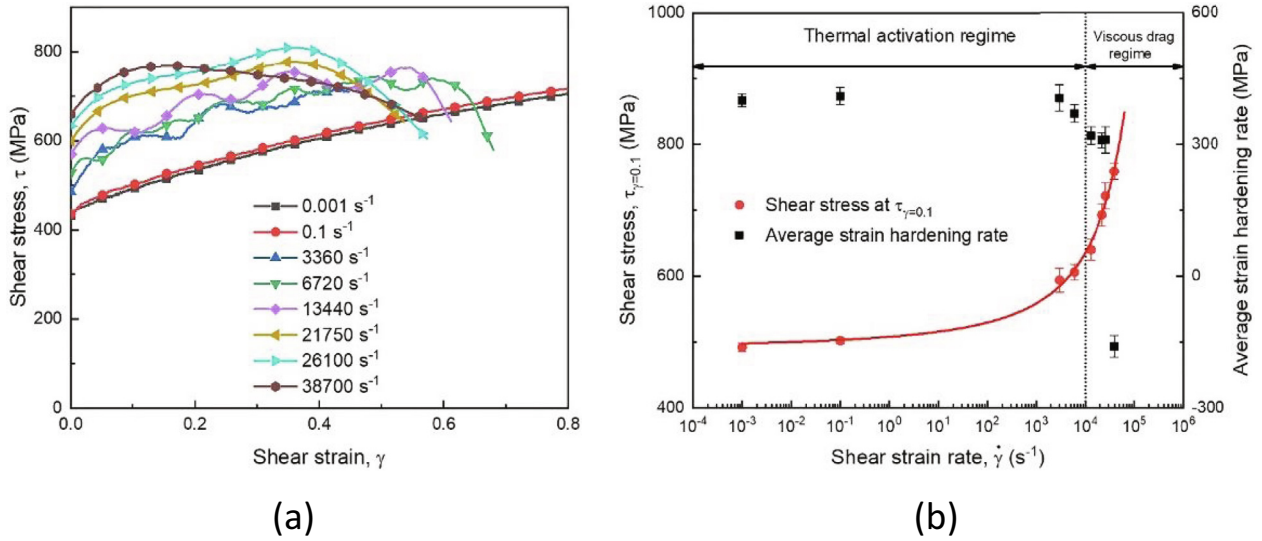 Shear stress, τ (MPa)
800
600
400
200
0
0.001 s⁻¹
0.1 s⁻¹
3360 s⁻¹
6720 s⁻¹
13440 s⁻¹
21750 s⁻¹
26100 s⁻¹
38700 s⁻¹
0.0 0.2 0.4 0.6 0.8
Shear strain, γ
(a)
Shear stress, τγ=0.1 (MPa)
1000
800
600
400
Thermal activation regime
Viscous drag
regime
Shear stress at τγ=0.1
Average strain hardening rate
600
300
0
-300
Average strain hardening rate (MPa)
10⁻⁴ 10⁻³ 10⁻² 10⁻¹ 10⁰ 10¹ 10² 10³ 10⁴ 10⁵ 10⁶
Shear strain rate, γ̇ (s⁻¹)
(b)